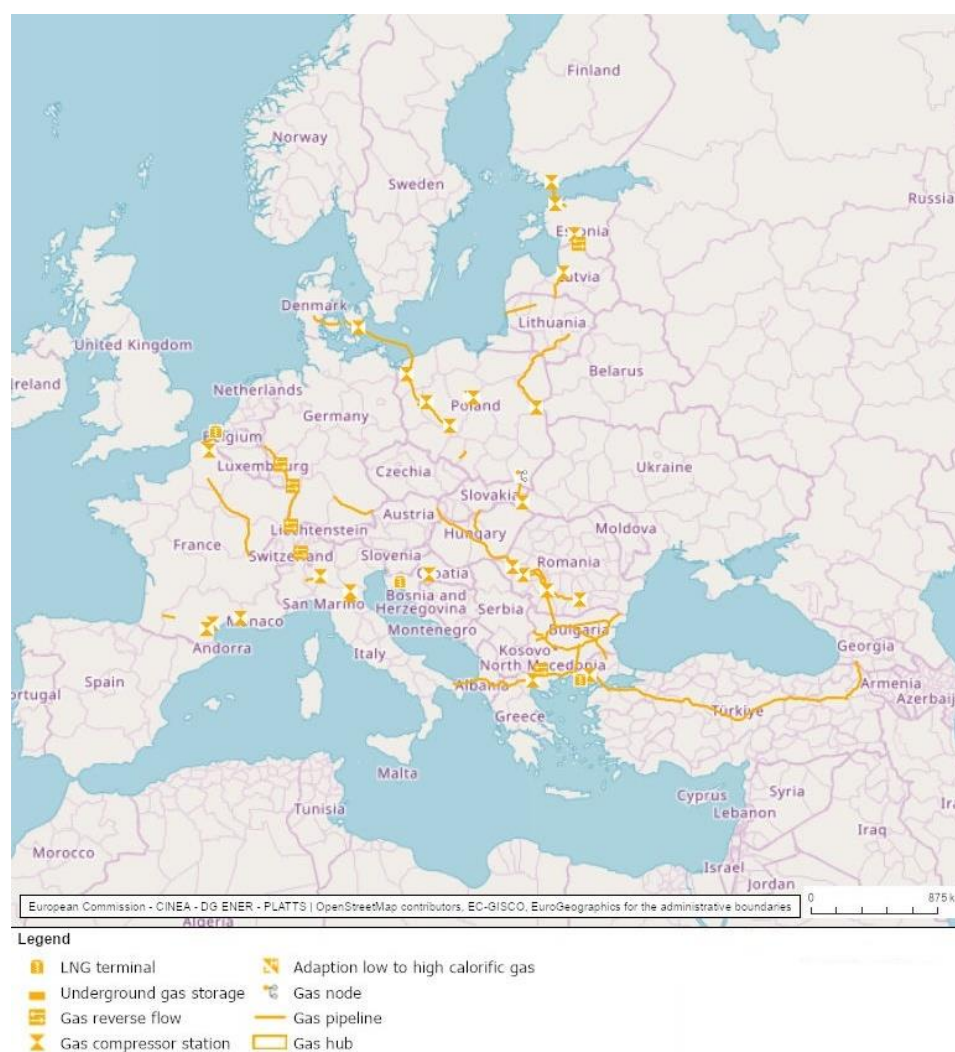 Finland
Norway
Sweden
Russia
Estonia
Latvia
Denmark
Lithuania
United Kingdom
Belarus
Ireland
Netherlands
Poland
Germany
Belgium
Luxembourg
Ukraine
Czechia
Slovakia
Liechtenstein
Austria
Moldova
Hungary
France
Switzerland
Slovenia
Romania
Croatia
San Marino
Bosnia and
Herzegovina
Serbia
Monaco
Montenegro
Bulgaria
Andorra
Italy
Kosovo
Georgia
North Macedonia
Spain
Portugal
Albania
Armenia
Azerbaij
Türkiye
Greece
Malta
Cyprus
Syria
Lebanon
Tunisia
Iraq
Ira
Morocco
Israel
Jordan
European Commission - CINEA - DG ENER - PLATTS | OpenStreetMap contributors, EC-GISCO, EuroGeographics for the administrative boundaries
0 875 k
Algeria
Legend
LNG terminal
Adaption low to high calorific gas
Underground gas storage
Gas node
Gas reverse flow
Gas pipeline
Gas compressor station
Gas hub